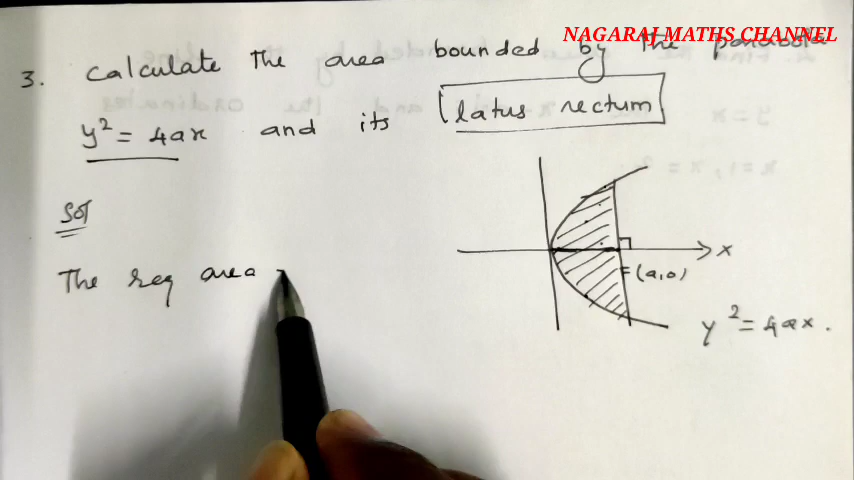 NAGARAJ MATHS CHANNEL
3. Calculate the area bounded by the parabola
y² = 4ax and its latus rectum
Sol
The req area
x
F(a,0)
y² = 4ax.